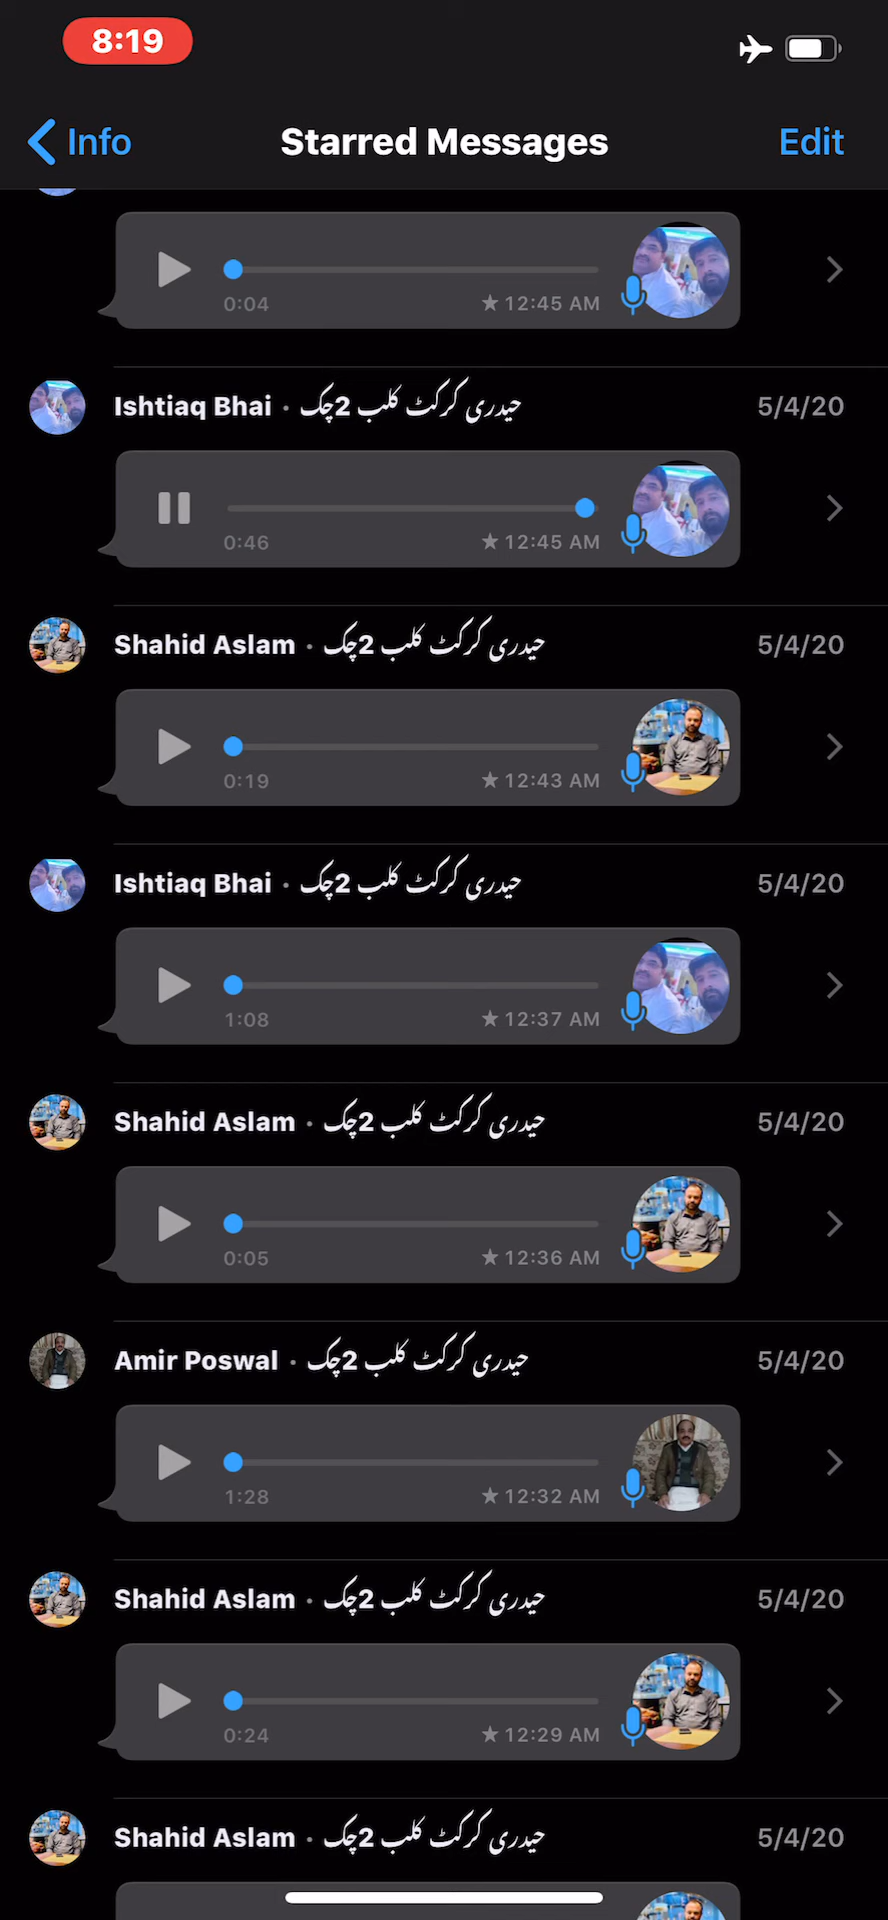 8:19
Info Starred Messages Edit
0:04 ★ 12:45 AM
Ishtiaq Bhai · حیدری کرکٹ کلب 2چک 5/4/20
0:46 ★ 12:45 AM
Shahid Aslam · حیدری کرکٹ کلب 2چک 5/4/20
0:19 ★ 12:43 AM
Ishtiaq Bhai · حیدری کرکٹ کلب 2چک 5/4/20
1:08 ★ 12:37 AM
Shahid Aslam · حیدری کرکٹ کلب 2چک 5/4/20
0:05 ★ 12:36 AM
Amir Poswal · حیدری کرکٹ کلب 2چک 5/4/20
1:28 ★ 12:32 AM
Shahid Aslam · حیدری کرکٹ کلب 2چک 5/4/20
0:24 ★ 12:29 AM
Shahid Aslam · حیدری کرکٹ کلب 2چک 5/4/20